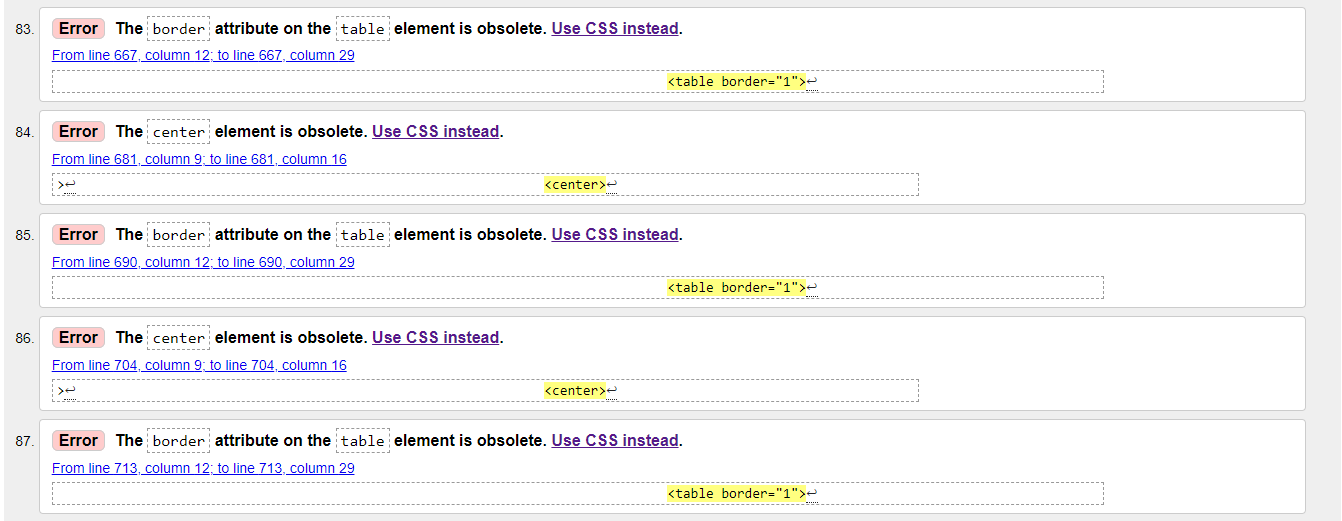 83. Error The border attribute on the table element is obsolete. Use CSS instead.
From line 667, column 12; to line 667, column 29
<table border="1">↩
84. Error The center element is obsolete. Use CSS instead.
From line 681, column 9; to line 681, column 16
>↩ <center>↩
85. Error The border attribute on the table element is obsolete. Use CSS instead.
From line 690, column 12; to line 690, column 29
<table border="1">↩
86. Error The center element is obsolete. Use CSS instead.
From line 704, column 9; to line 704, column 16
>↩ <center>↩
87. Error The border attribute on the table element is obsolete. Use CSS instead.
From line 713, column 12; to line 713, column 29
<table border="1">↩